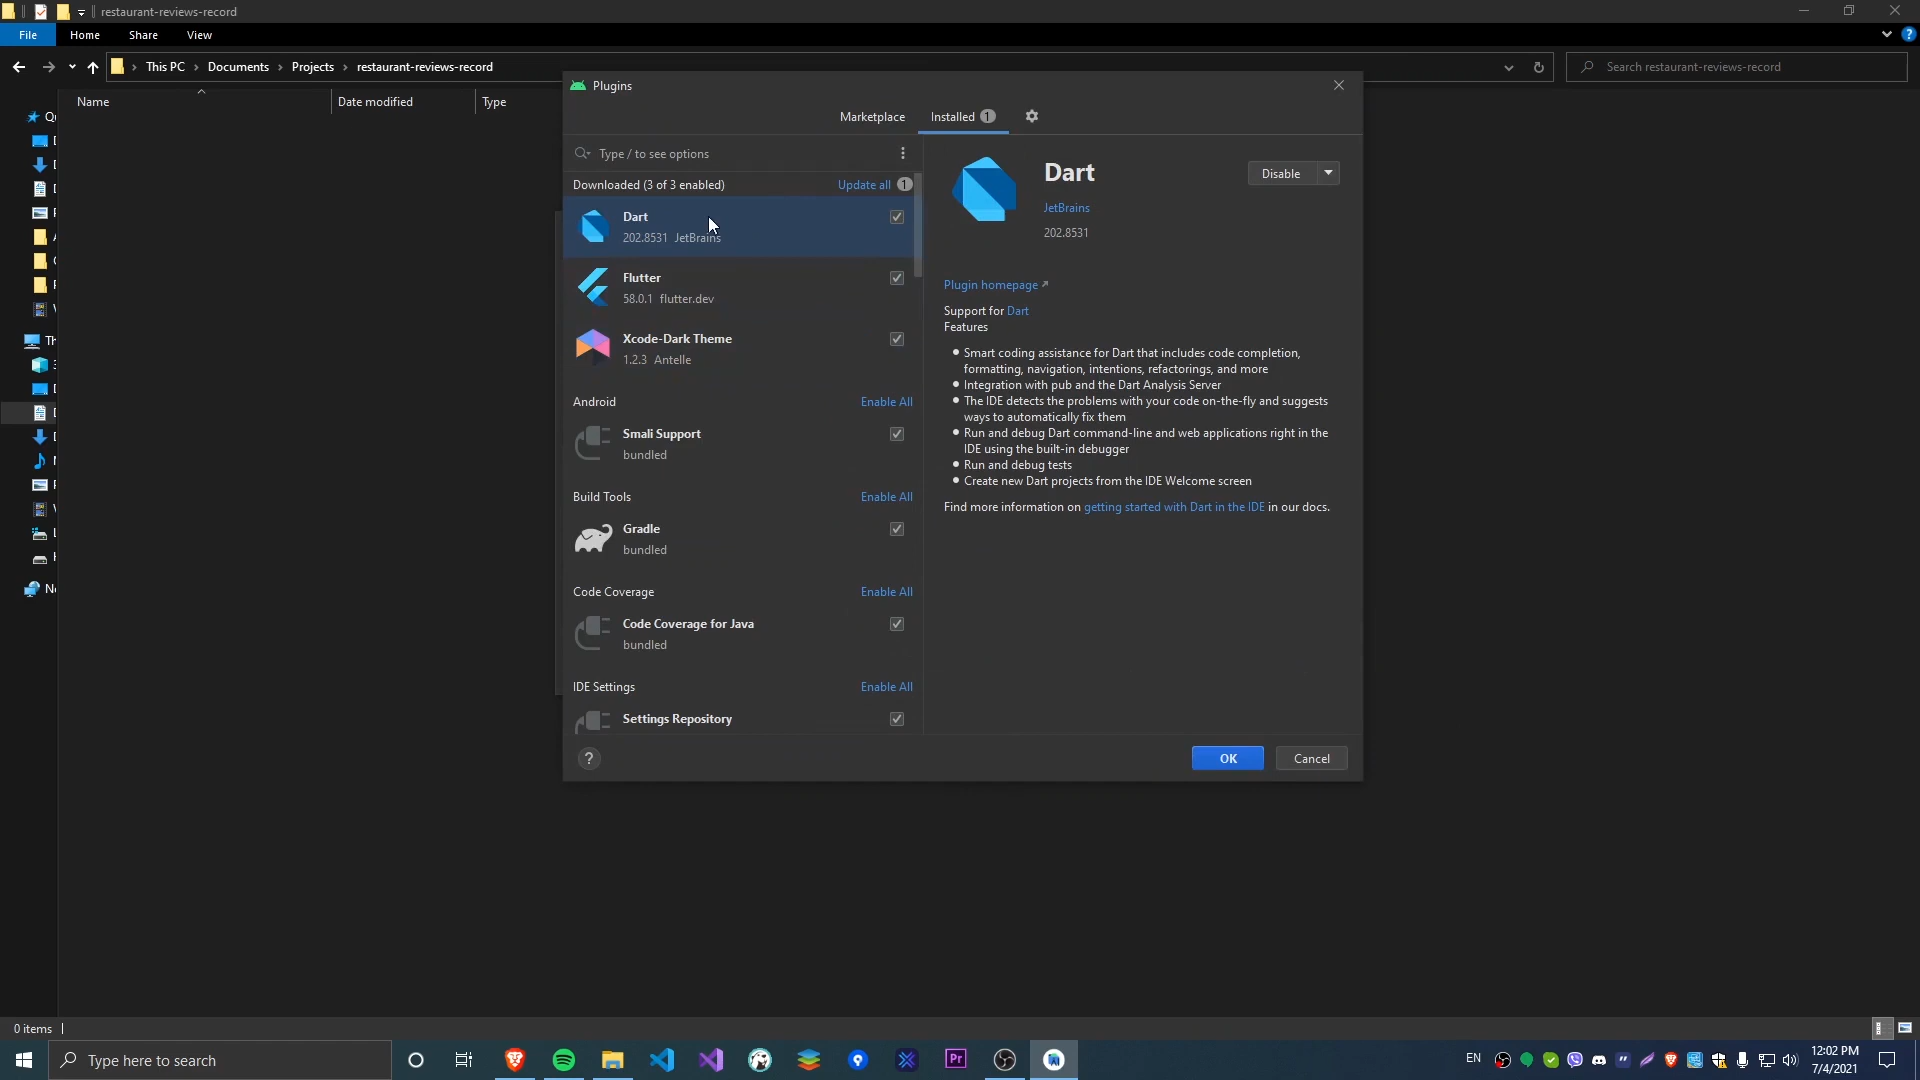 restaurant-reviews-record
File
Home
Share
View
This PC
Documents
Projects
restaurant-reviews-record
Search restaurant-reviews-record
Name
Date modified
Type
Plugins
Marketplace
Installed 1
Type / to see options
Downloaded (3 of 3 enabled)
Update all 1
Dart
202.8531 JetBrains
Flutter
58.0.1 flutter.dev
Xcode-Dark Theme
1.2.3 Antelle
Android
Enable All
Smali Support
bundled
Build Tools
Enable All
Gradle
bundled
Code Coverage
Enable All
Code Coverage for Java
bundled
IDE Settings
Enable All
Settings Repository
Dart
Disable
JetBrains
202.8531
Plugin homepage
Support for Dart
Features
Smart coding assistance for Dart that includes code completion,
formatting, navigation, intentions, refactorings, and more
Integration with pub and the Dart Analysis Server
The IDE detects the problems with your code on-the-fly and suggests
ways to automatically fix them
Run and debug Dart command-line and web applications right in the
IDE using the built-in debugger
Run and debug tests
Create new Dart projects from the IDE Welcome screen
Find more information on getting started with Dart in the IDE in our docs.
?
OK
Cancel
0 items
Type here to search
Pr
EN
12:02 PM
7/4/2021